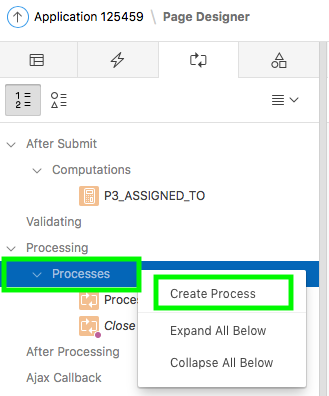 Application 125459 \ Page Designer
After Submit
Computations
P3_ASSIGNED_TO
Validating
Processing
Processes
Create Process
Proce
Close
Expand All Below
After Processing
Collapse All Below
Ajax Callback